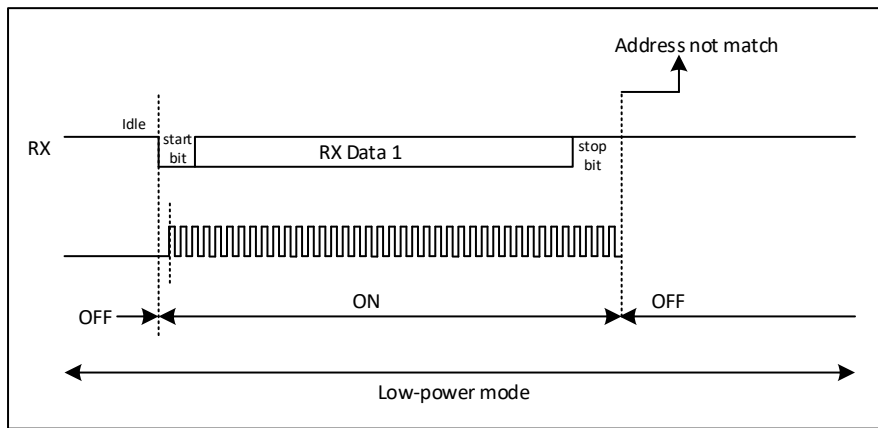 Address not match
Idle
RX
start
bit
RX Data 1
stop
bit
OFF
ON
OFF
Low-power mode